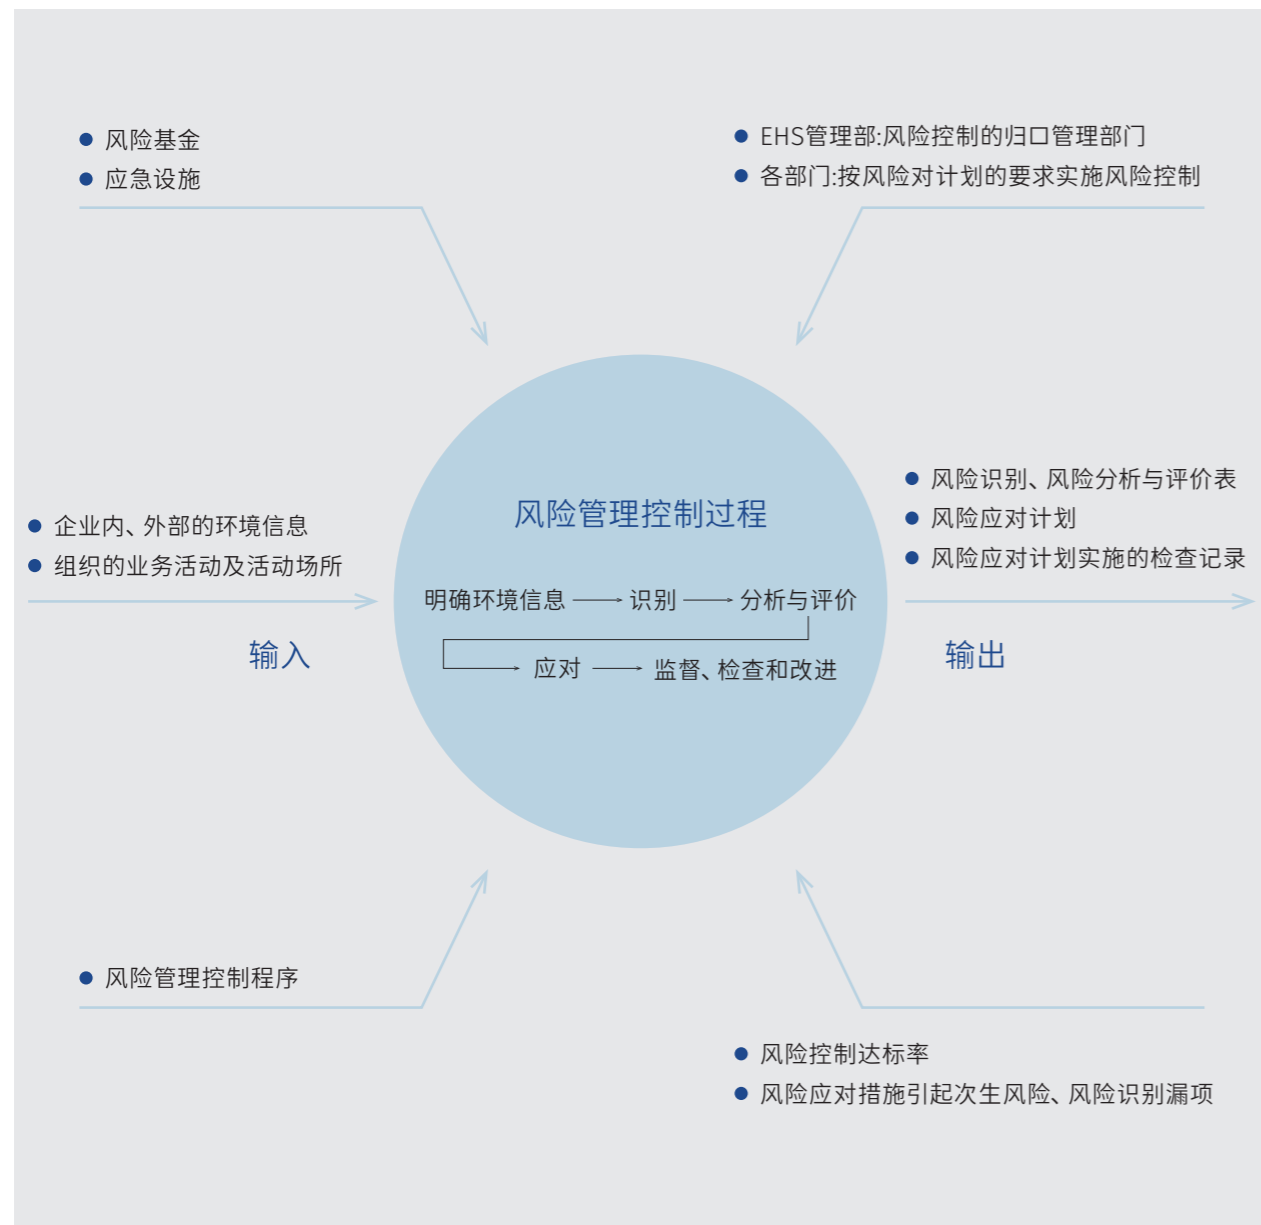 风险基金
应急设施
EHS管理部:风险控制的归口管理部门
各部门:按风险对计划的要求实施风险控制
企业内、外部的环境信息
组织的业务活动及活动场所
输入
风险管理控制过程
明确环境信息 识别 分析与评价
应对 监督、检查和改进
风险识别、风险分析与评价表
风险应对计划
风险应对计划实施的检查记录
输出
风险管理控制程序
风险控制达标率
风险应对措施引起次生风险、风险识别漏项